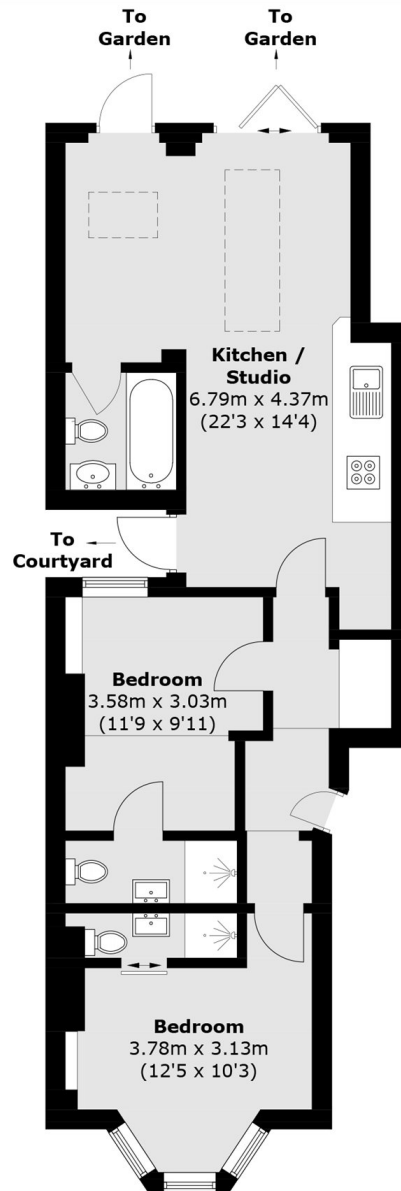 To
Garden
To
Garden
Kitchen /
Studio
6.79m x 4.37m
(22'3 x 14'4)
To
Courtyard
Bedroom
3.58m x 3.03m
(11'9 x 9'11)
Bedroom
3.78m x 3.13m
(12'5 x 10'3)